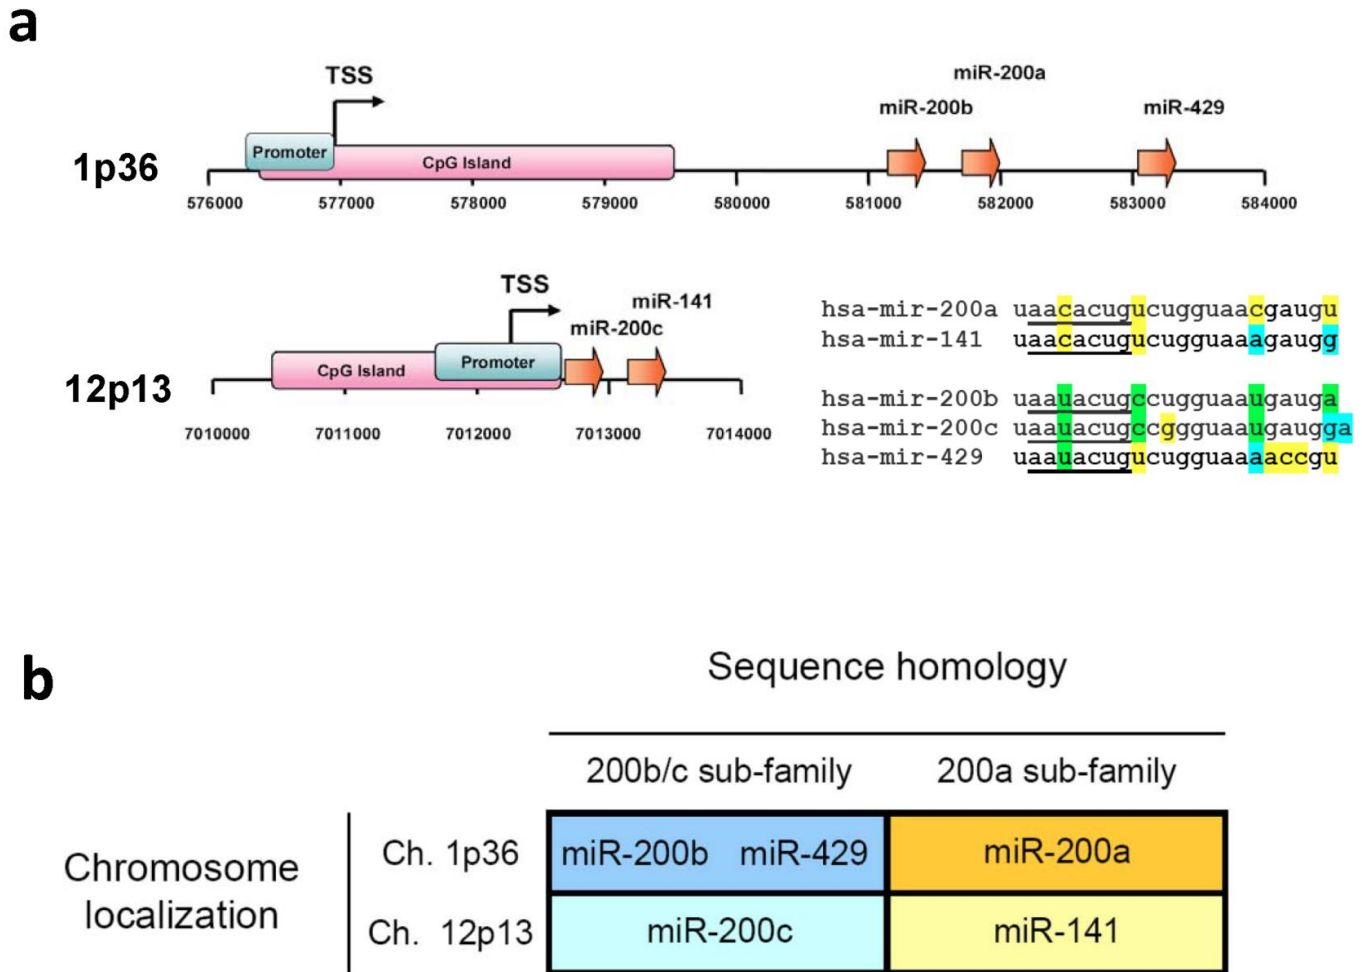 a
miR-200a
TSS
miR-200b
miR-429
Promoter
CpG Island
1p36
576000 577000 578000 579000 580000 581000 582000 583000 584000
TSS
miR-141
miR-200c
CpG Island
Promoter
12p13
7010000 7011000 7012000 7013000 7014000
hsa-mir-200a uaacacugucugguaacgaugu
hsa-mir-141 uaacacugucugguaaagaugg
hsa-mir-200b uaauacugccugguaaugauga
hsa-mir-200c uaauacugccggguaaugaugga
hsa-mir-429 uaauacugucugguaaaaccgu
b
Sequence homology
200b/c sub-family 200a sub-family
Chromosome localization
Ch. 1p36 miR-200b miR-429 miR-200a
Ch. 12p13 miR-200c miR-141